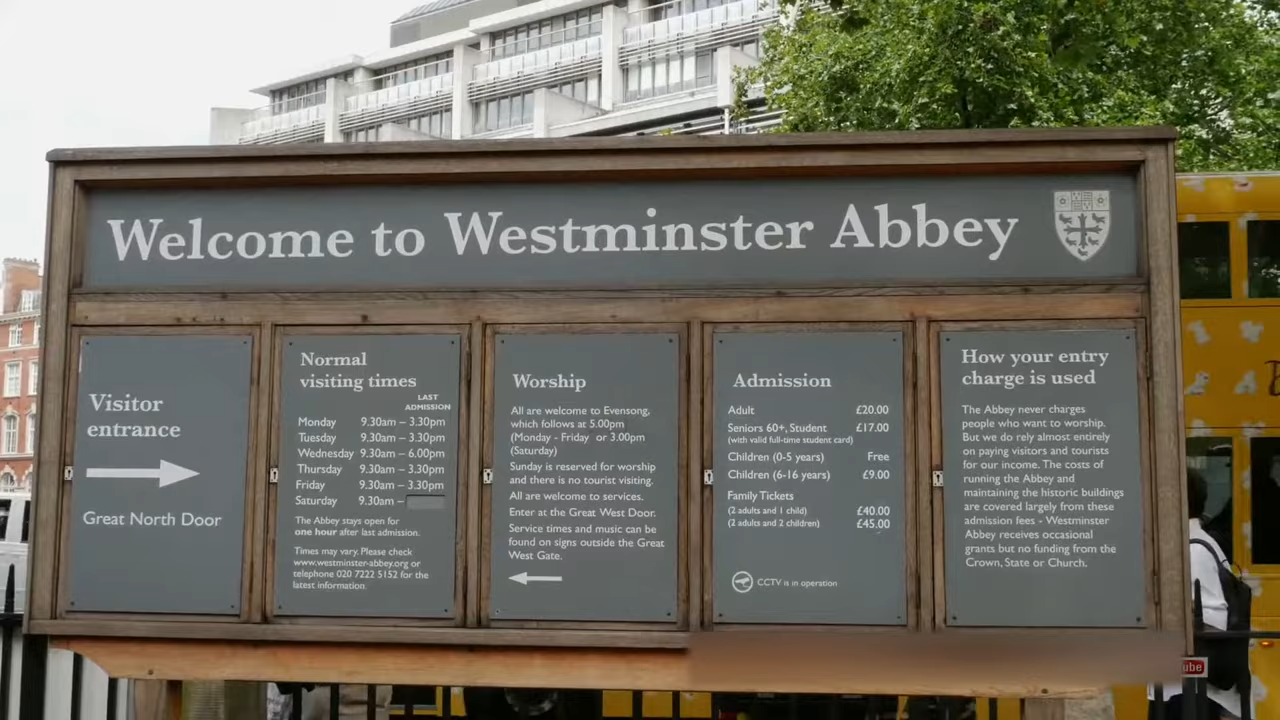 Welcome to Westminster Abbey
Visitor
entrance
Great North Door
Normal
visiting times
LAST
ADMISSION
Monday 9.30am – 3.30pm
Tuesday 9.30am – 3.30pm
Wednesday 9.30am – 6.00pm
Thursday 9.30am – 3.30pm
Friday 9.30am – 3.30pm
Saturday 9.30am –
The Abbey stays open for
one hour after last admission.
Times may vary. Please check
www.westminster-abbey.org or
telephone 020 7222 5152 for the
latest information.
Worship
All are welcome to Evensong,
which follows at 5.00pm
(Monday - Friday or 3.00pm
(Saturday)
Sunday is reserved for worship
and there is no tourist visiting.
All are welcome to services.
Enter at the Great West Door.
Service times and music can be
found on signs outside the Great
West Gate.
Admission
Adult £20.00
Seniors 60+, Student £17.00
(with valid full-time student card)
Children (0-5 years) Free
Children (6-16 years) £9.00
Family Tickets
(2 adults and 1 child) £40.00
(2 adults and 2 children) £45.00
CCTV is in operation
How your entry
charge is used
The Abbey never charges
people who want to worship.
But we do rely almost entirely
on paying visitors and tourists
for our income. The costs of
running the Abbey and
maintaining the historic buildings
are covered largely from these
admission fees - Westminster
Abbey receives occasional
grants but no funding from the
Crown, State or Church.
ube